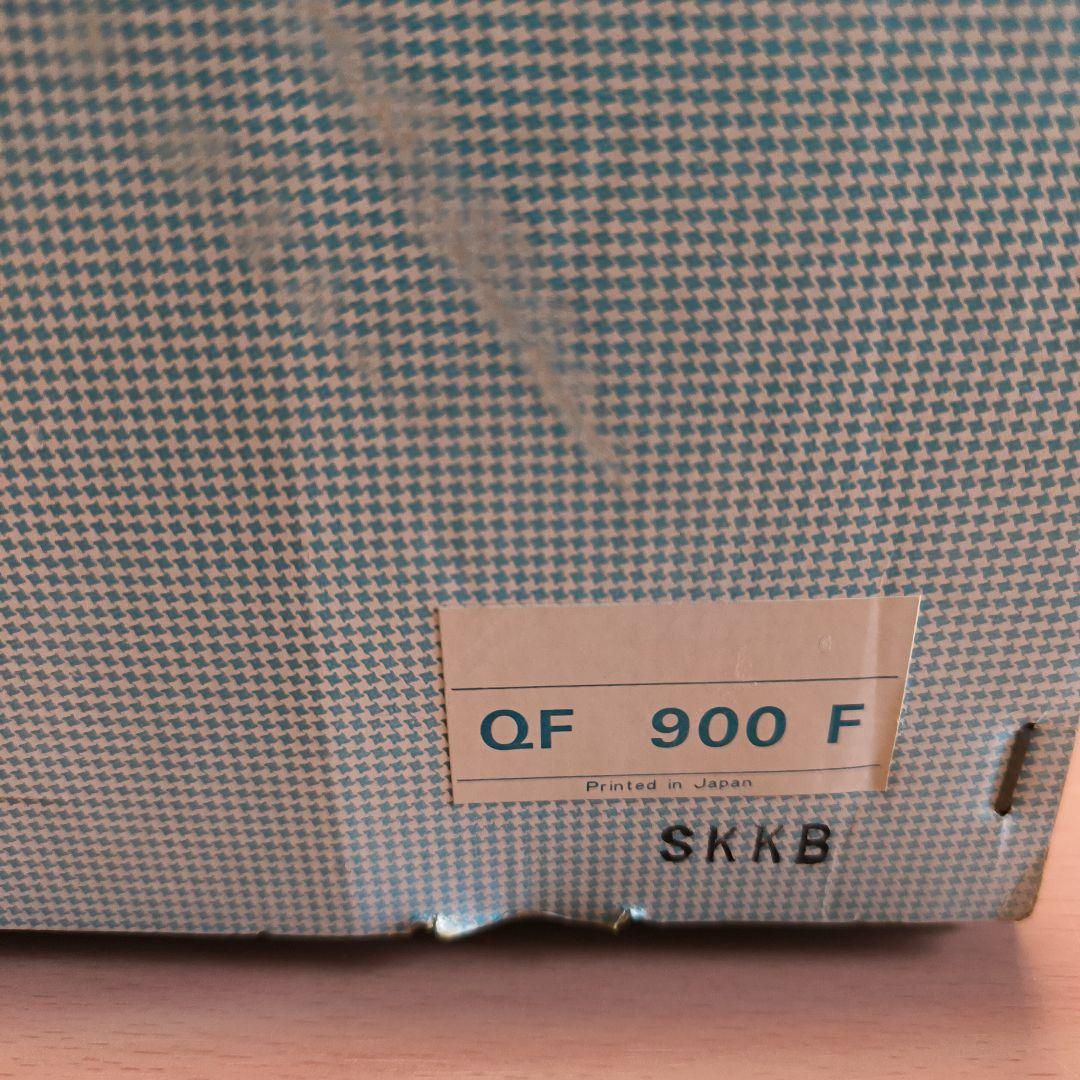 QF 900 F
Printed in Japan
SKKB